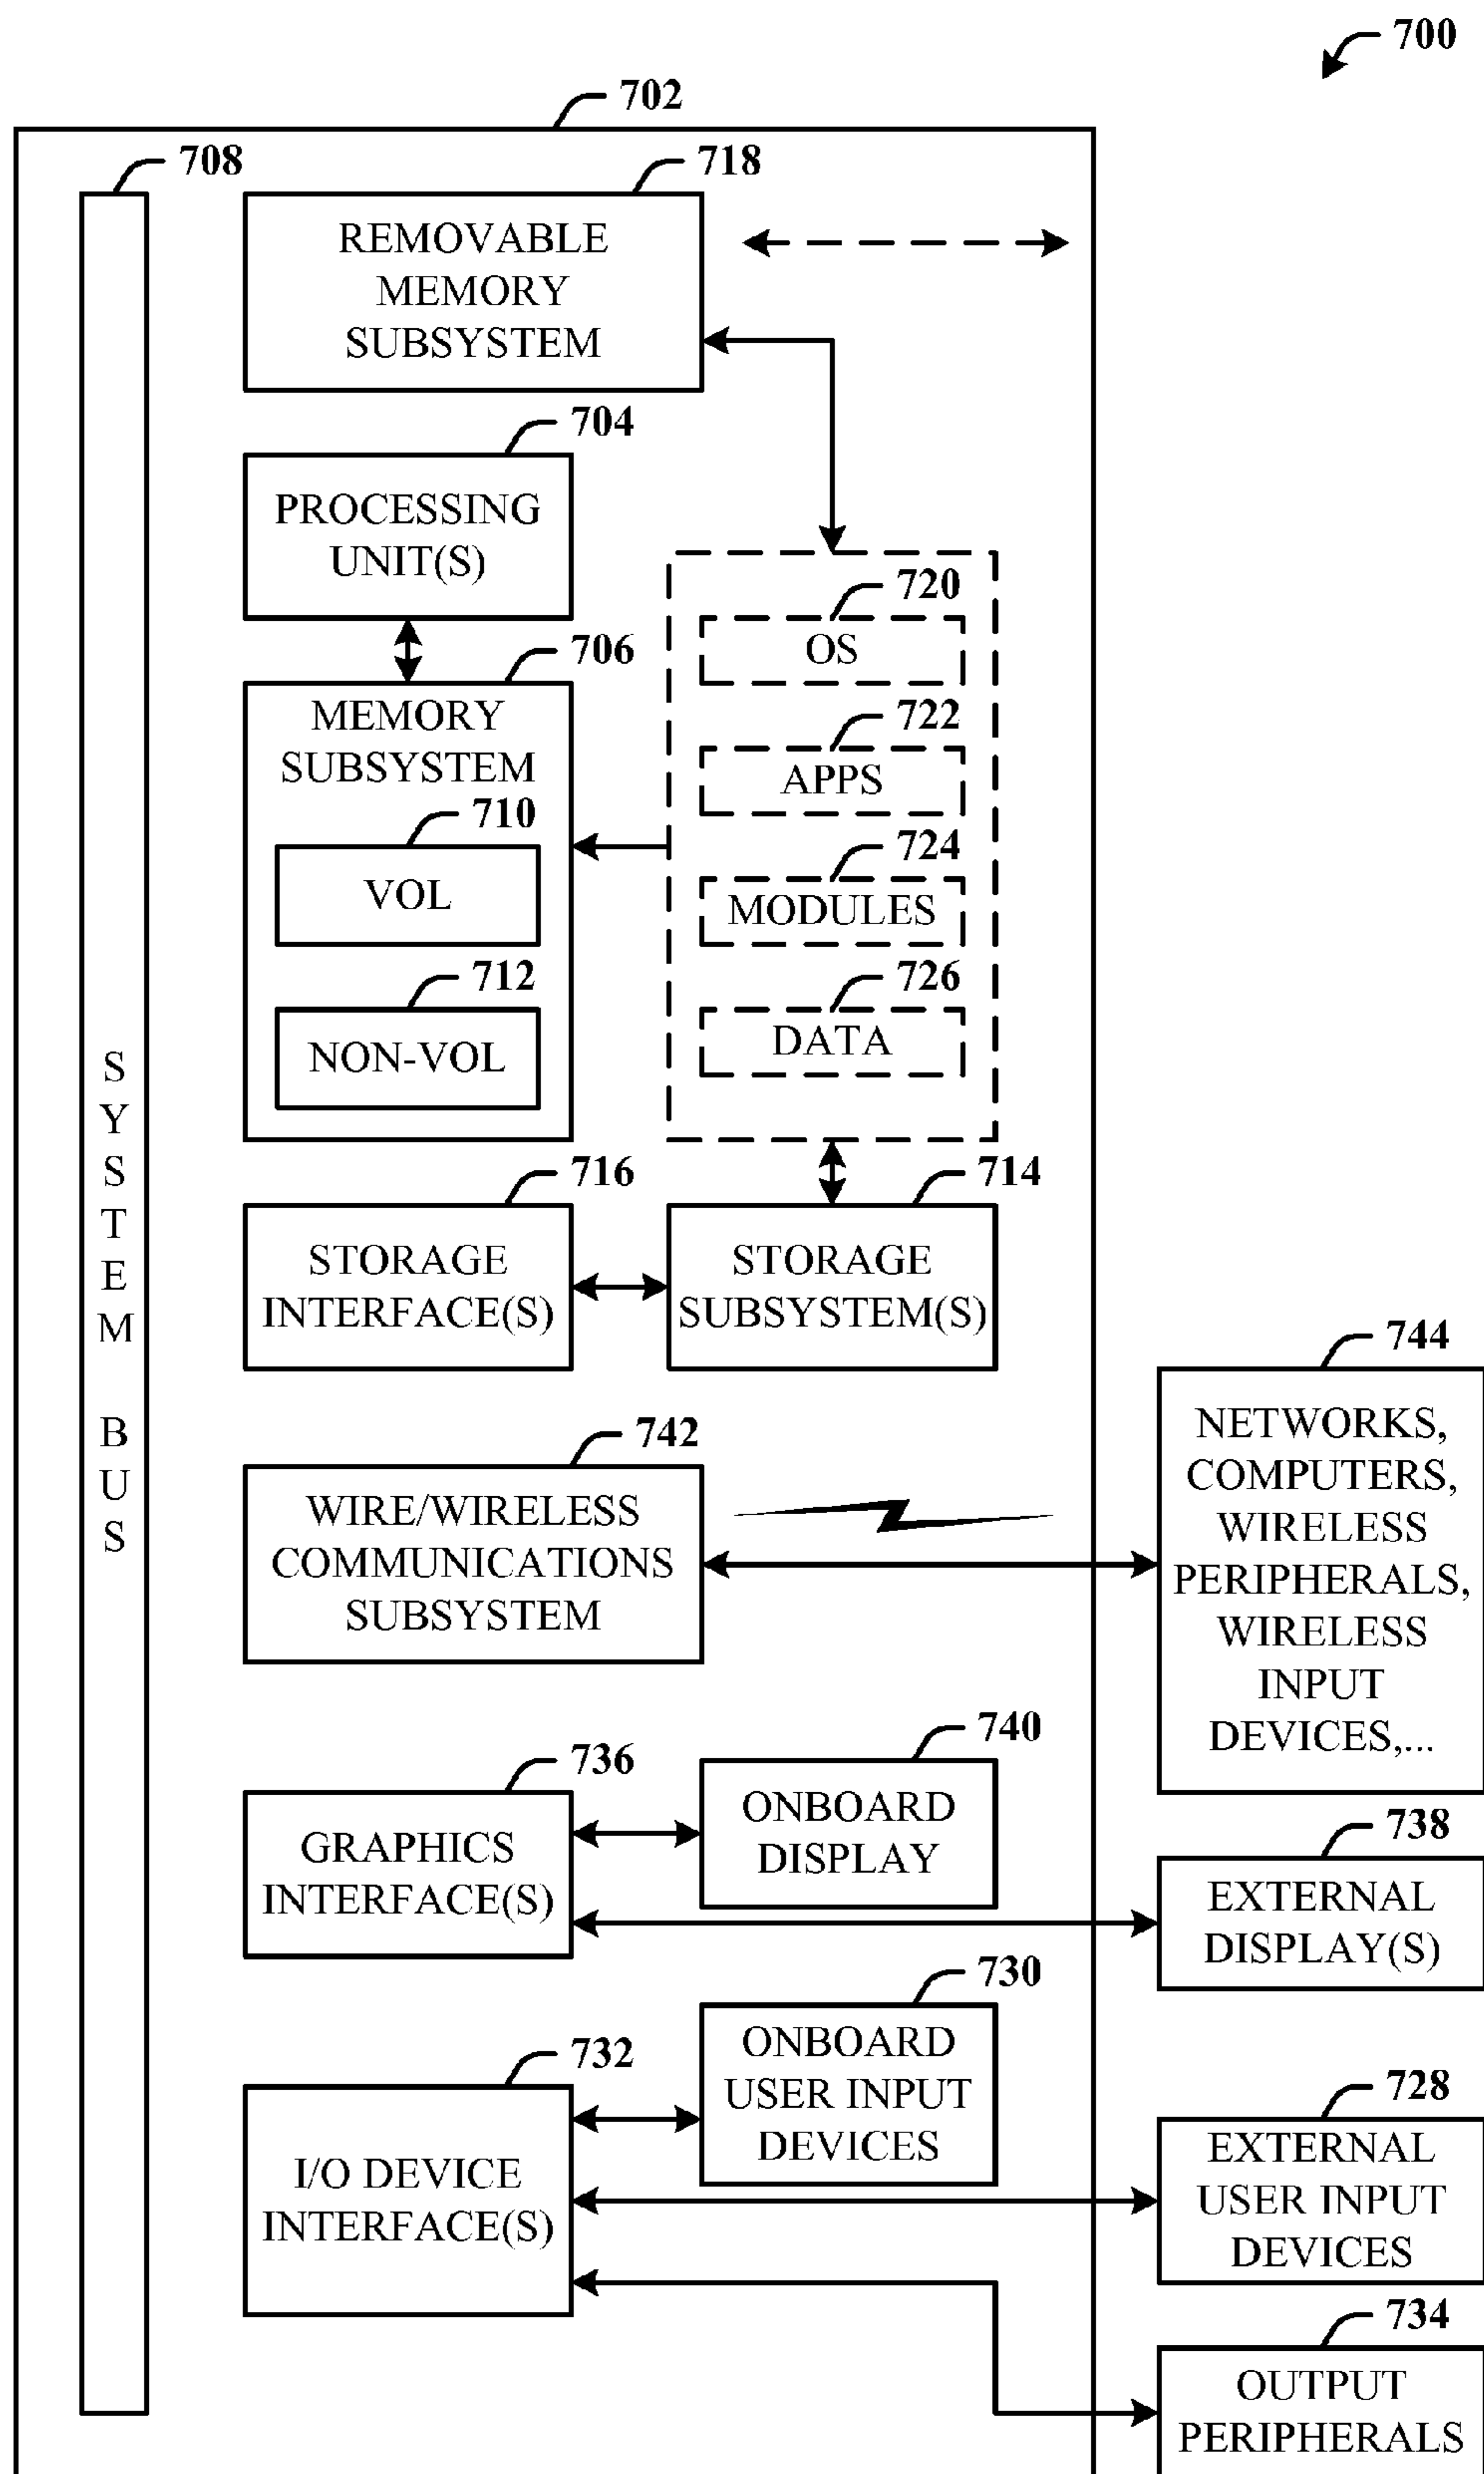 700
702
708
718
REMOVABLE
MEMORY
SUBSYSTEM
704
PROCESSING
UNIT(S)
706
MEMORY
SUBSYSTEM
710
VOL
712
NON-VOL
720
OS
722
APPS
724
MODULES
726
DATA
716
STORAGE
INTERFACE(S)
714
STORAGE
SUBSYSTEM(S)
SYSTEM BUS
742
WIRE/WIRELESS
COMMUNICATIONS
SUBSYSTEM
744
NETWORKS,
COMPUTERS,
WIRELESS
PERIPHERALS,
WIRELESS
INPUT
DEVICES,...
736
GRAPHICS
INTERFACE(S)
740
ONBOARD
DISPLAY
738
EXTERNAL
DISPLAY(S)
732
I/O DEVICE
INTERFACE(S)
730
ONBOARD
USER INPUT
DEVICES
728
EXTERNAL
USER INPUT
DEVICES
734
OUTPUT
PERIPHERALS